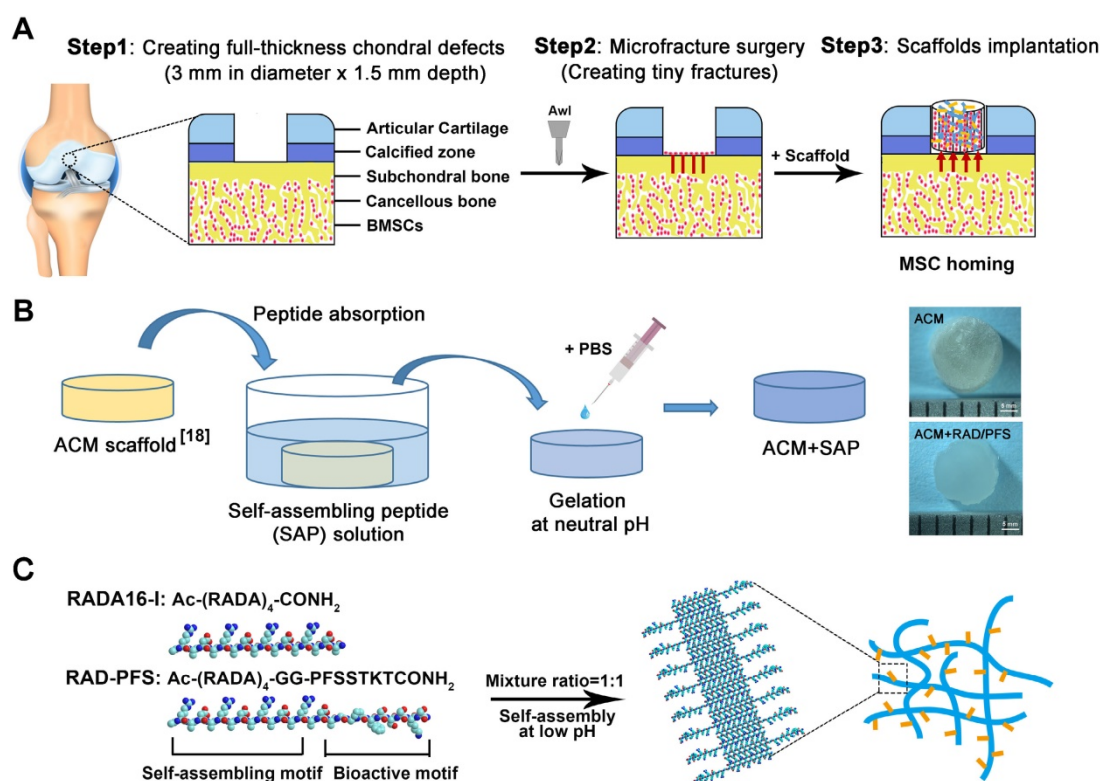 A
Step1: Creating full-thickness chondral defects
(3 mm in diameter x 1.5 mm depth)
Step2: Microfracture surgery
(Creating tiny fractures)
Step3: Scaffolds implantation
Articular Cartilage
Calcified zone
Subchondral bone
Cancellous bone
BMSCs
Awl
+ Scaffold
MSC homing
B
Peptide absorption
ACM scaffold[18]
Self-assembling peptide
(SAP) solution
+ PBS
Gelation
at neutral pH
ACM+SAP
ACM
5 mm
ACM+RAD/PFS
5 mm
C
RADA16-I: Ac-(RADA)4-CONH2
RAD-PFS: Ac-(RADA)4-GG-PFSSTKTCONH2
Self-assembling motif
Bioactive motif
Mixture ratio=1:1
Self-assembly
at low pH